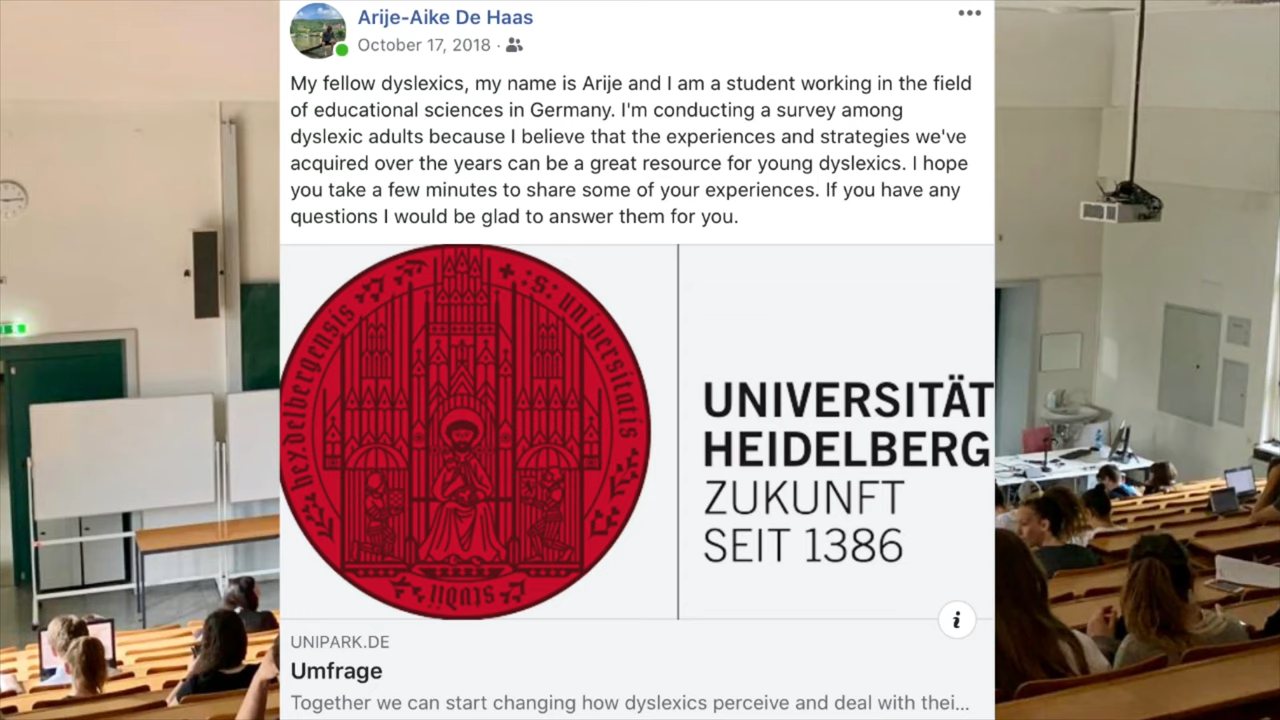 Arije-Aike De Haas
October 17, 2018 ·
My fellow dyslexics, my name is Arije and I am a student working in the field
of educational sciences in Germany. I'm conducting a survey among
dyslexic adults because I believe that the experiences and strategies we've
acquired over the years can be a great resource for young dyslexics. I hope
you take a few minutes to share some of your experiences. If you have any
questions I would be glad to answer them for you.
+ :S: universitatis
studii
heydelbergensis
UNIVERSITÄT
HEIDELBERG
ZUKUNFT
SEIT 1386
i
UNIPARK.DE
Umfrage
Together we can start changing how dyslexics perceive and deal with thei...